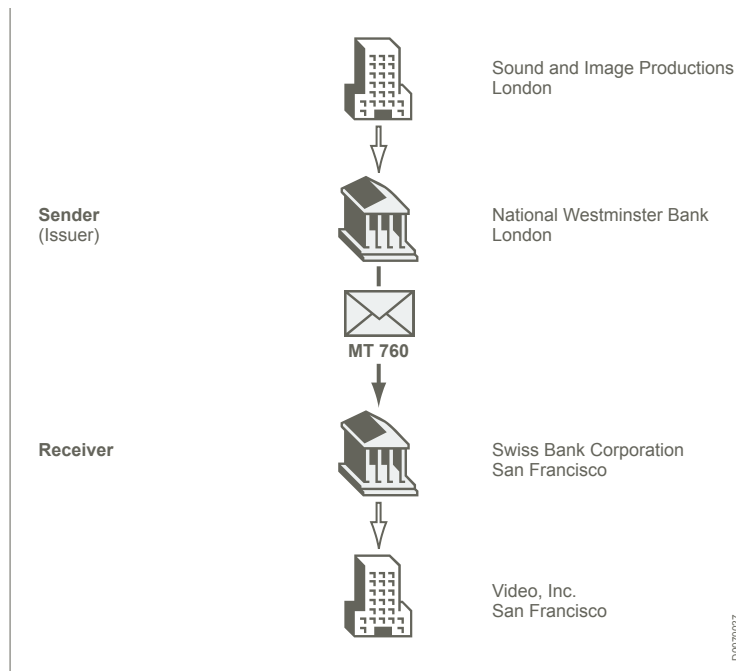 Sound and Image Productions
London
Sender
(Issuer)
National Westminster Bank
London
MT 760
Receiver
Swiss Bank Corporation
San Francisco
Video, Inc.
San Francisco
D0070027